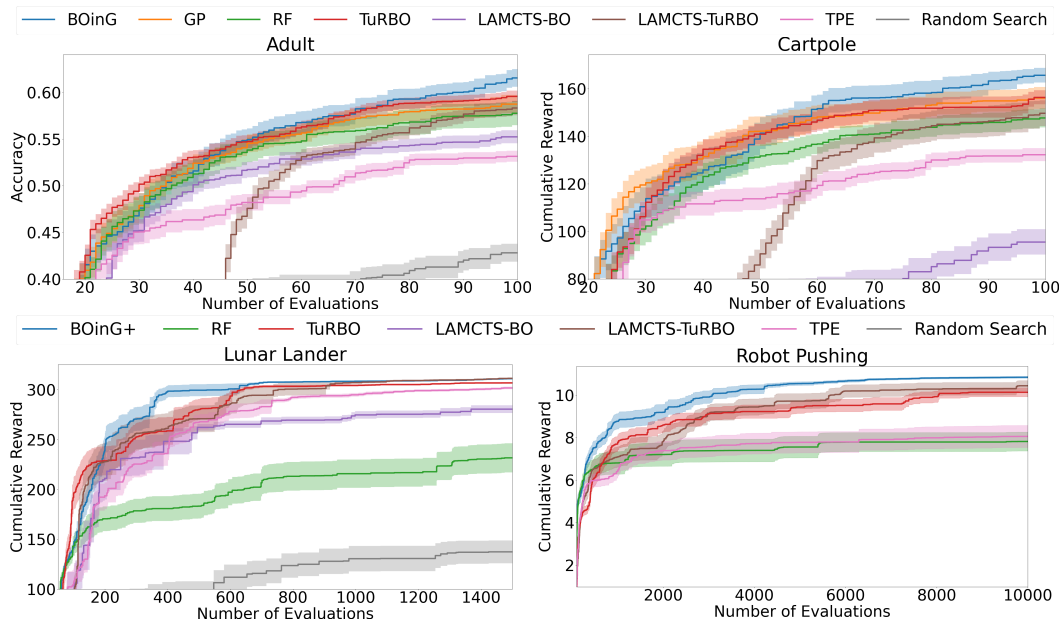 BOinG GP RF TuRBO LAMCTS-BO LAMCTS-TuRBO TPE Random Search
Adult
Accuracy
0.60
0.55
0.50
0.45
0.40
20 30 40 50 60 70 80 90 100
Number of Evaluations
Cartpole
Cumulative Reward
160
140
120
100
80
20 30 40 50 60 70 80 90 100
Number of Evaluations
BOinG+ RF TuRBO LAMCTS-BO LAMCTS-TuRBO TPE Random Search
Lunar Lander
Cumulative Reward
300
250
200
150
100
200 400 600 800 1000 1200 1400
Number of Evaluations
Robot Pushing
Cumulative Reward
10
8
6
4
2
2000 4000 6000 8000 10000
Number of Evaluations